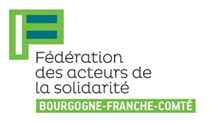 Fédération
des acteurs de
la solidarité
BOURGOGNE-FRANCHE-COMTÉ